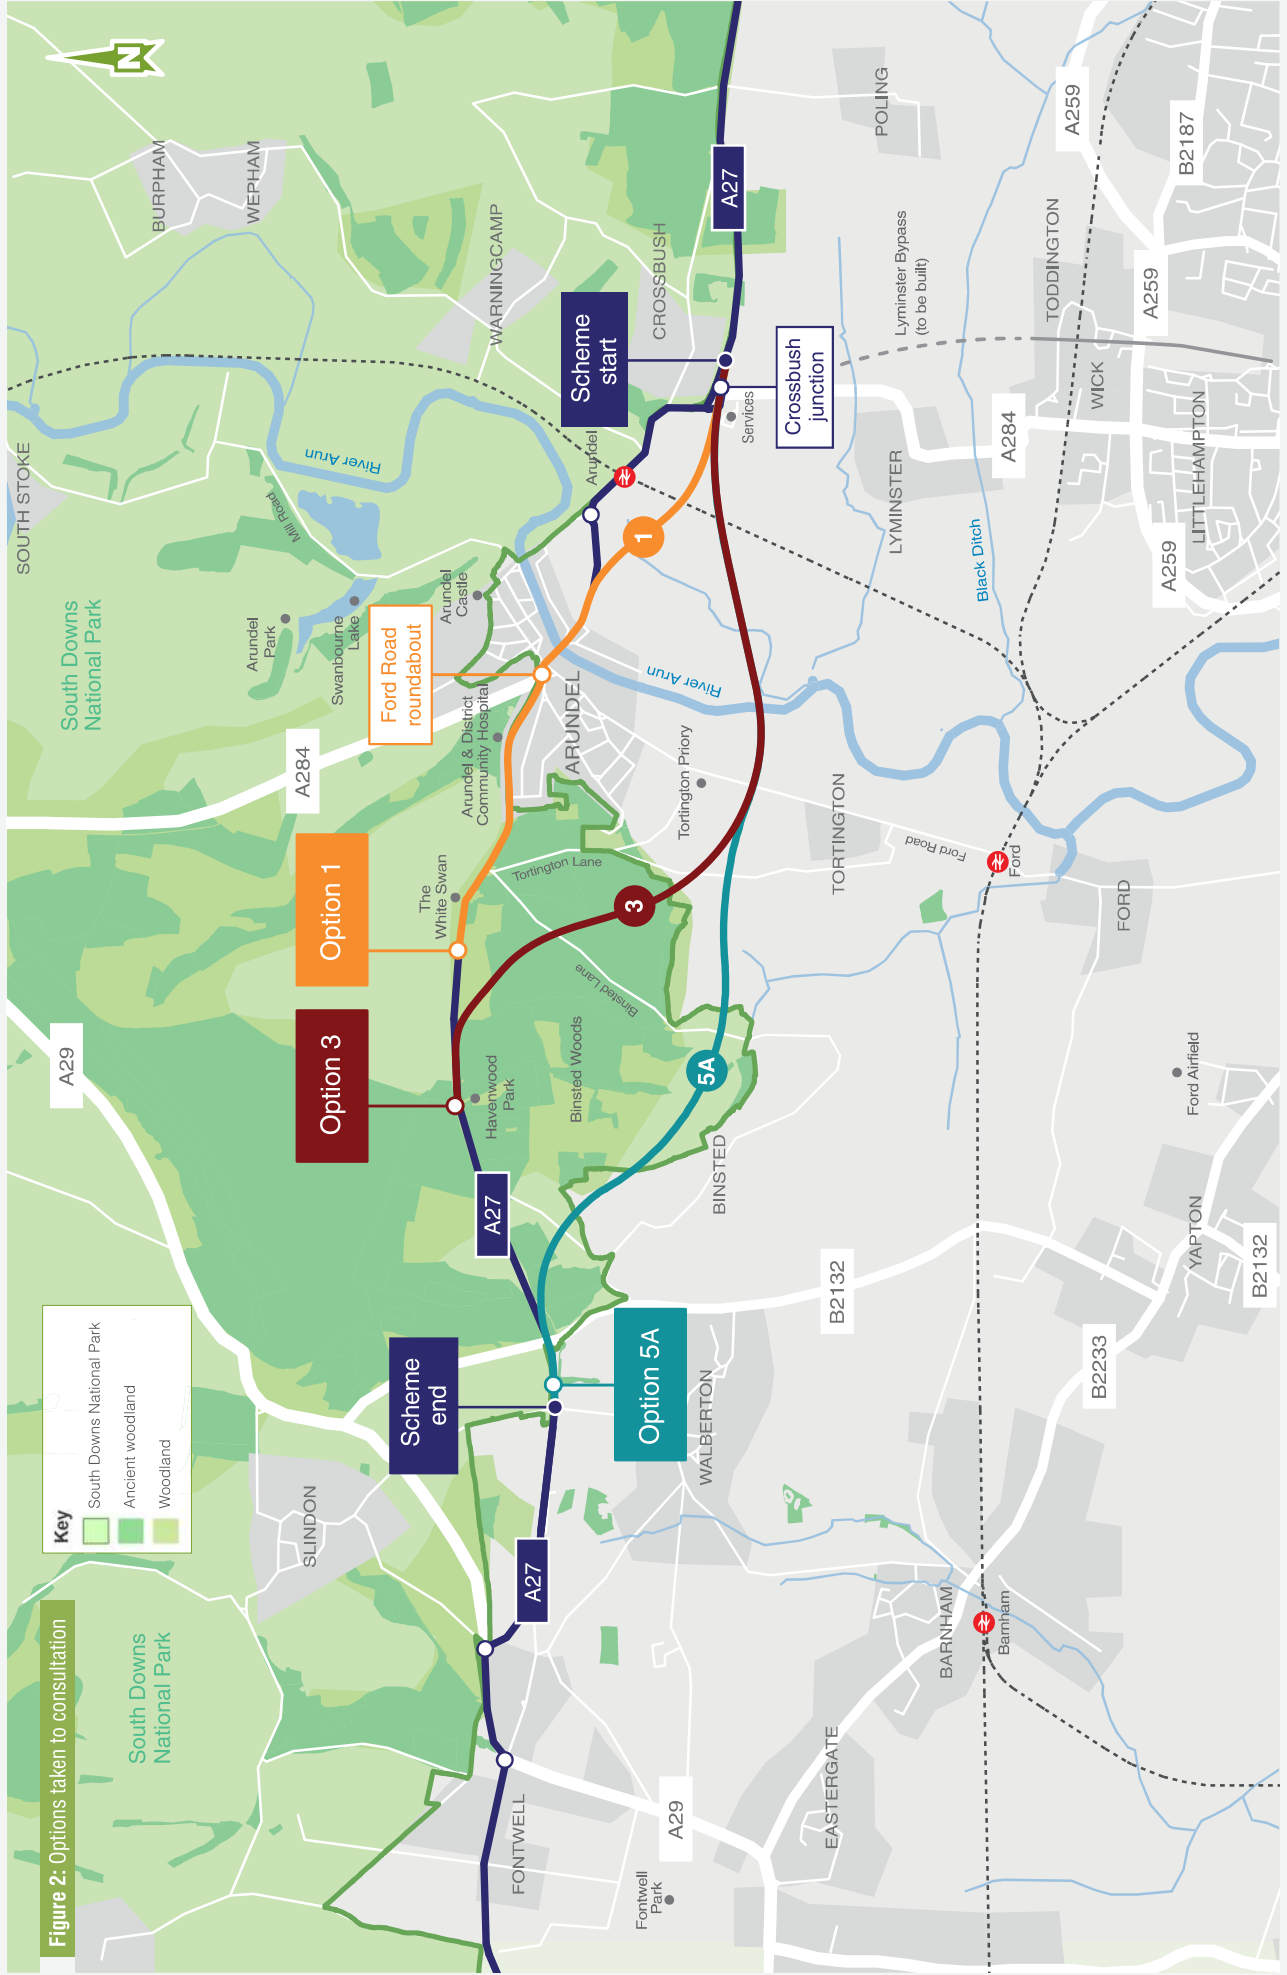 Figure 2: Options taken to consultation
Key
South Downs National Park
Ancient woodland
Woodland
N
South Downs
National Park
South Downs
National Park
SLINDON
A29
A284
SOUTH STOKE
BURPHAM
WEPHAM
WARNINGCAMP
CROSSBUSH
POLING
Mill Road
River Arun
Arundel
Park
Swanbourne
Lake
Arundel
Castle
Ford Road
roundabout
Arundel & District
Community Hospital
ARUNDEL
Arundel
Scheme
start
Crossbush
junction
Services
A27
Option 1
Option 3
The
White Swan
Havenwood
Park
Binsted Woods
Binsted Lane
Tortington Lane
Tortington Priory
1
3
5A
A27
Scheme
end
Option 5A
A27
FONTWELL
Fontwell
Park
A29
WALBERTON
BINSTED
B2132
TORTINGTON
Ford Road
River Arun
LYMINSTER
Lyminster Bypass
(to be built)
Black Ditch
A284
WICK
TODDINGTON
A259
B2187
A259
LITTLEHAMPTON
A259
Ford
FORD
Ford Airfield
YAPTON
B2132
B2233
BARNHAM
Barnham
EASTERGATE